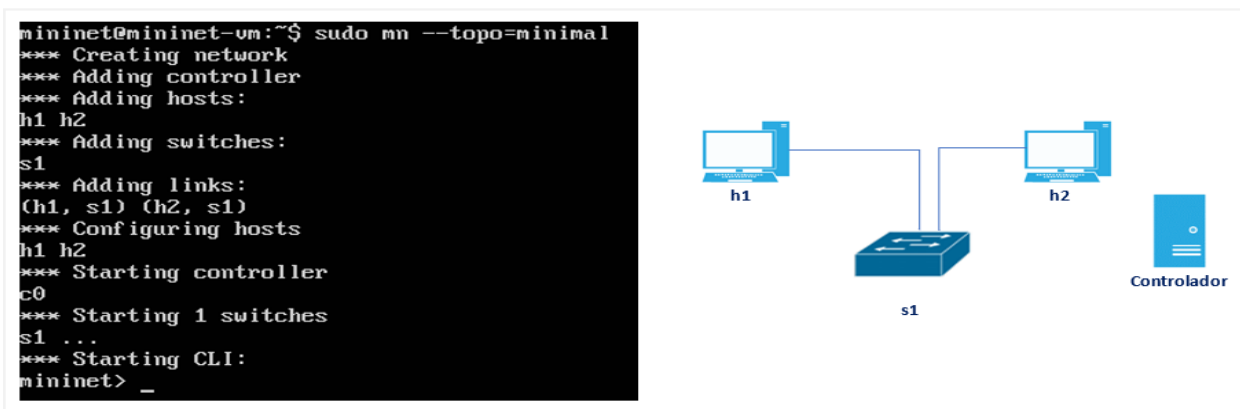 mininet@mininet-vm:~$ sudo mn --topo=minimal
*** Creating network
*** Adding controller
*** Adding hosts:
h1 h2
*** Adding switches:
s1
*** Adding links:
(h1, s1) (h2, s1)
*** Configuring hosts
h1 h2
*** Starting controller
c0
*** Starting 1 switches
s1 ...
*** Starting CLI:
mininet> _
h1
h2
Controlador
s1